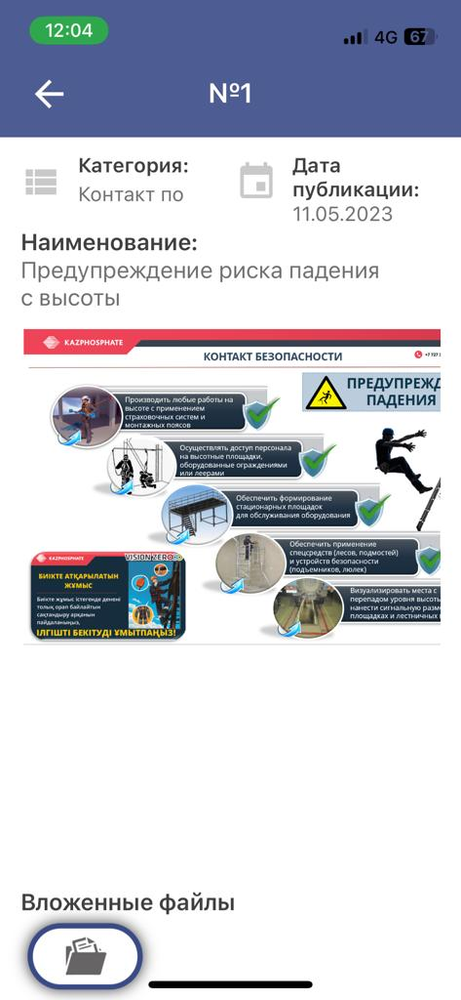 12:04
4G
67
№1
Категория:
Контакт по
Дата
публикации:
11.05.2023
Наименование:
Предупреждение риска падения
с высоты
KAZPHOSPHATE
КОНТАКТ БЕЗОПАСНОСТИ
+7 727
ПРЕДУПРЕЖД
ПАДЕНИЯ
Производить любые работы на
высоте с применением
страховочных систем и
монтажных поясов
Осуществлять доступ персонала
на высотные площадки,
оборудованные ограждениями
или леерами
Обеспечить формирование
стационарных площадок
для обслуживания оборудования
Обеспечить применение
спецсредств (лесов, подмостей)
и устройств безопасности
(подъемников, люлек)
Визуализировать места с
перепадом уровня высоты
нанести сигнальную разм
площадках и лестничных
KAZPHOSPHATE
VISION ZERO
БИІКТЕ АТҚАРЫЛАТЫН
ЖҰМЫС
Биікте жұмыс істегенде денені
толық орап байлайтын
сақтандыру арқанын
пайдаланыңыз,
ІЛГІШТІ БЕКІТУДІ ҰМЫТПАҢЫЗ!
Вложенные файлы